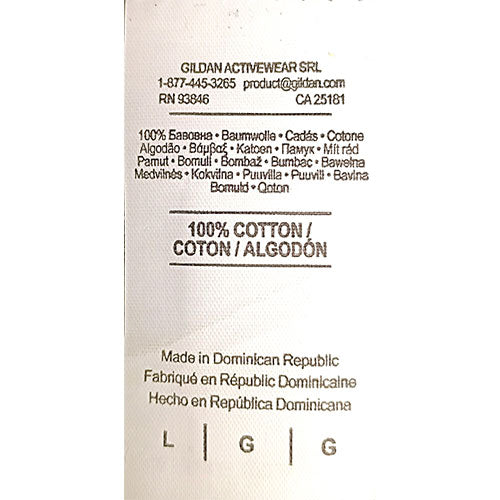 GILDAN ACTIVEWEAR SRL
1-877-445-3265 product@gildan.com
RN 93846 CA 25181
100% Бавовна • Baumwolle • Cadás • Cotone
Algodão • Βάμβαξ • Katoen • Памук • Mít rád
Pamut • Bomull • Bombaž • Bumbac • Bawełna
Medvilnės • Kokvilna • Puuvilla • Puuvill • Bavlna
Bomuld • Qoton
100% COTTON /
COTON / ALGODÓN
Made in Dominican Republic
Fabriqué en Républic Dominicaine
Hecho en República Dominicana
L | G | G